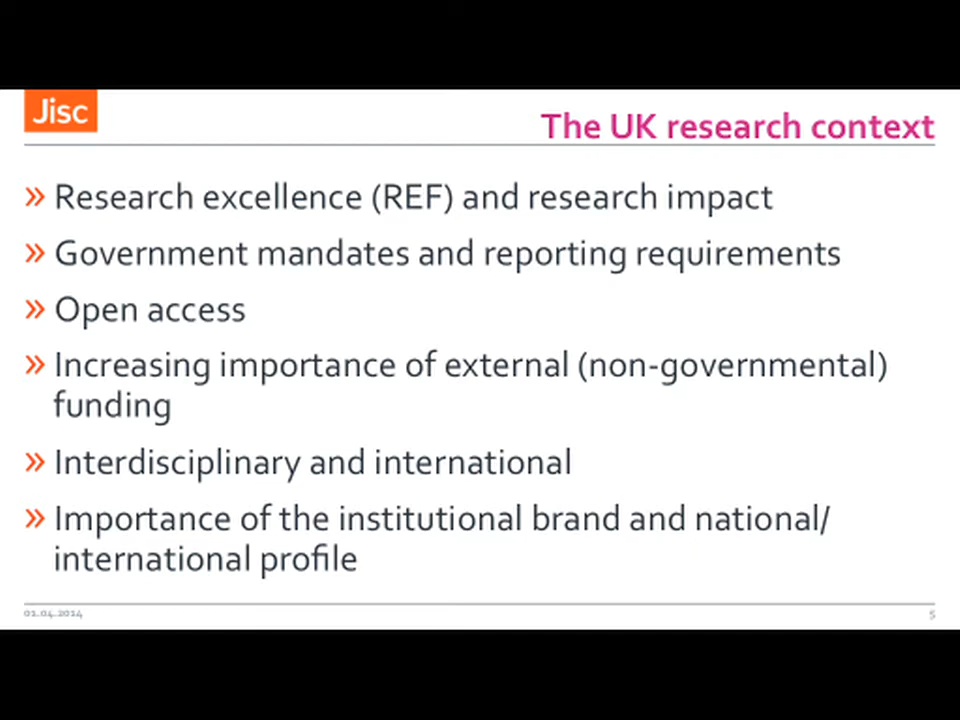 Jisc
The UK research context
» Research excellence (REF) and research impact
» Government mandates and reporting requirements
» Open access
» Increasing importance of external (non-governmental)
funding
» Interdisciplinary and international
» Importance of the institutional brand and national/
international profile
01.04.2014
5